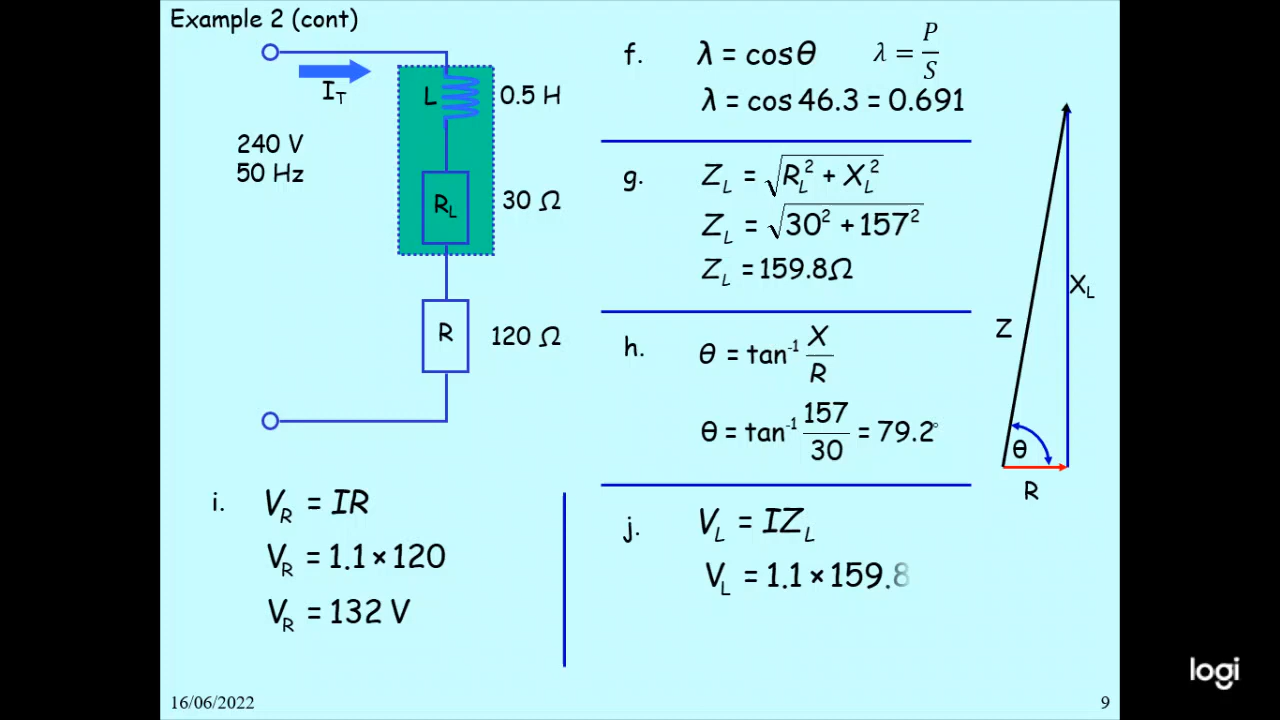 Example 2 (cont)
I_T
240 V
50 Hz
L
0.5 H
R_L
30 Ω
R
120 Ω
f.
λ = cosθ
λ = P/S
λ = cos 46.3 = 0.691
g.
Z_L = √(R_L² + X_L²)
Z_L = √(30² + 157²)
Z_L = 159.8Ω
h.
θ = tan⁻¹ X/R
θ = tan⁻¹ 157/30 = 79.2°
Z
X_L
θ
R
i.
V_R = IR
V_R = 1.1 × 120
V_R = 132 V
j.
V_L = IZ_L
V_L = 1.1 × 159.8
16/06/2022
9
logi